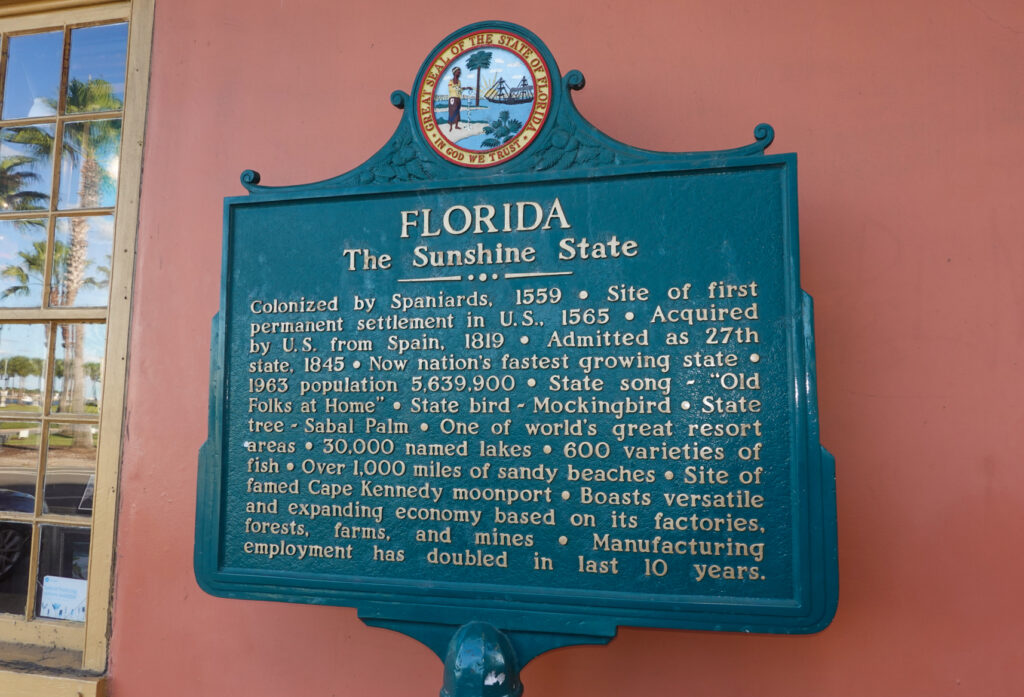 GREAT SEAL OF THE STATE OF FLORIDA
• IN GOD WE TRUST •
FLORIDA
The Sunshine State
Colonized by Spaniards, 1559 • Site of first
permanent settlement in U.S., 1565 • Acquired
by U.S. from Spain, 1819 • Admitted as 27th
state, 1845 • Now nation's fastest growing state •
1963 population 5,639,900 • State song - "Old
Folks at Home" • State bird - Mockingbird • State
tree - Sabal Palm • One of world's great resort
areas • 30,000 named lakes • 600 varieties of
fish • Over 1,000 miles of sandy beaches • Site of
famed Cape Kennedy moonport • Boasts versatile
and expanding economy based on its factories,
forests, farms, and mines • Manufacturing
employment has doubled in last 10 years.